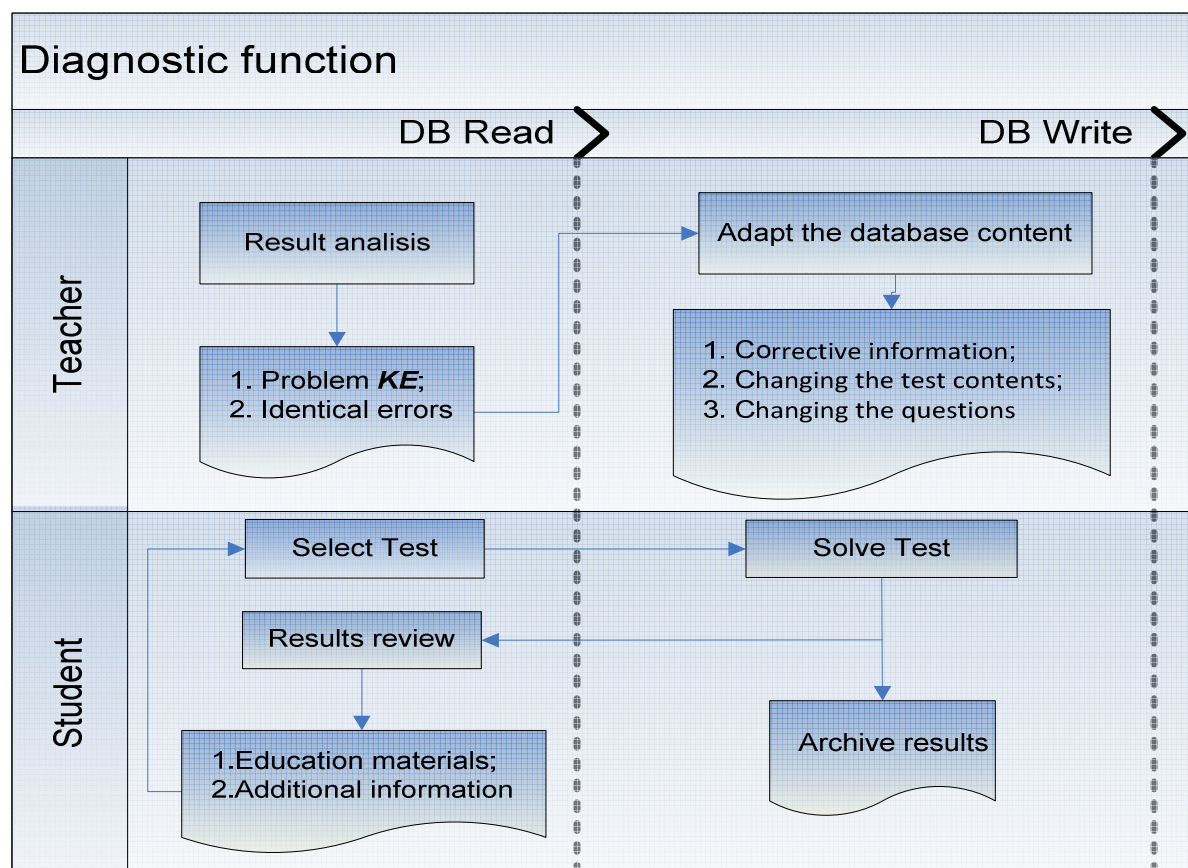 Diagnostic function
DB Read
DB Write
Teacher
Result analisis
1. Problem KE;
2. Identical errors
Adapt the database content
1. Corrective information;
2. Changing the test contents;
3. Changing the questions
Student
Select Test
Solve Test
Results review
1.Education materials;
2.Additional information
Archive results